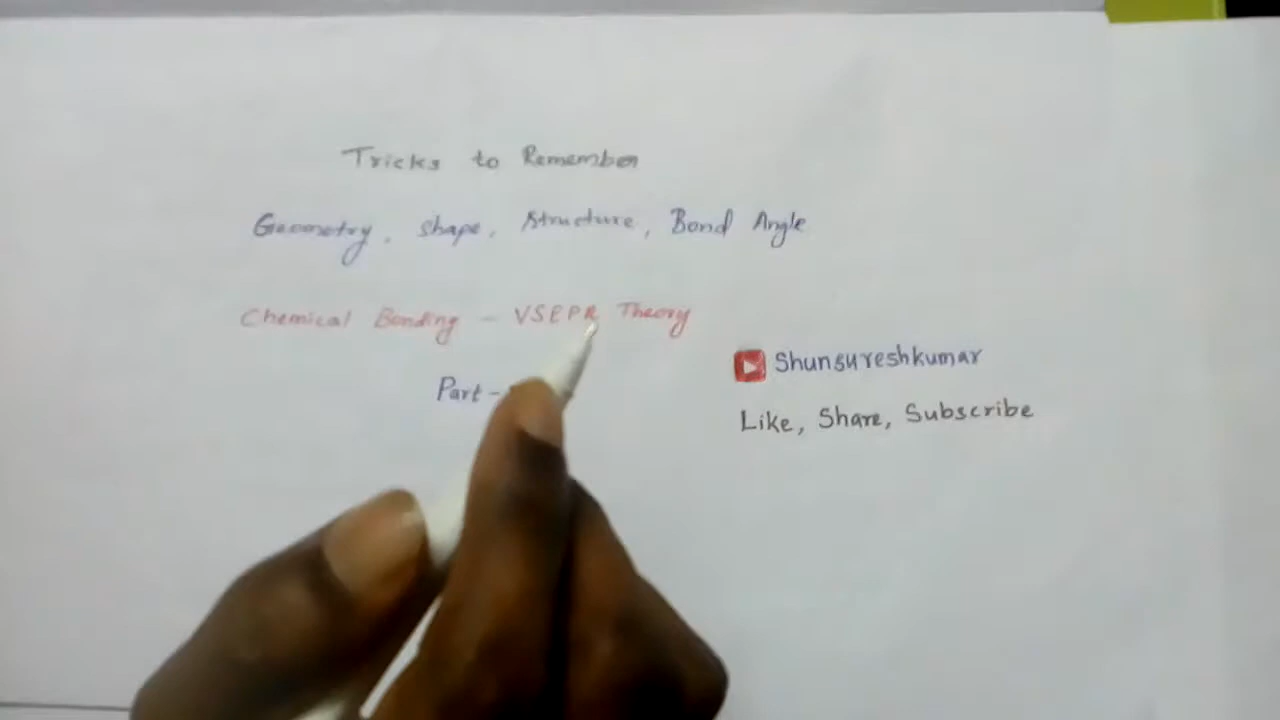 Tricks to Remember
Geometry, shape, structure, Bond Angle
Chemical Bonding - VSEPR Theory
Part -
Shunsureshkumar
Like, Share, Subscribe